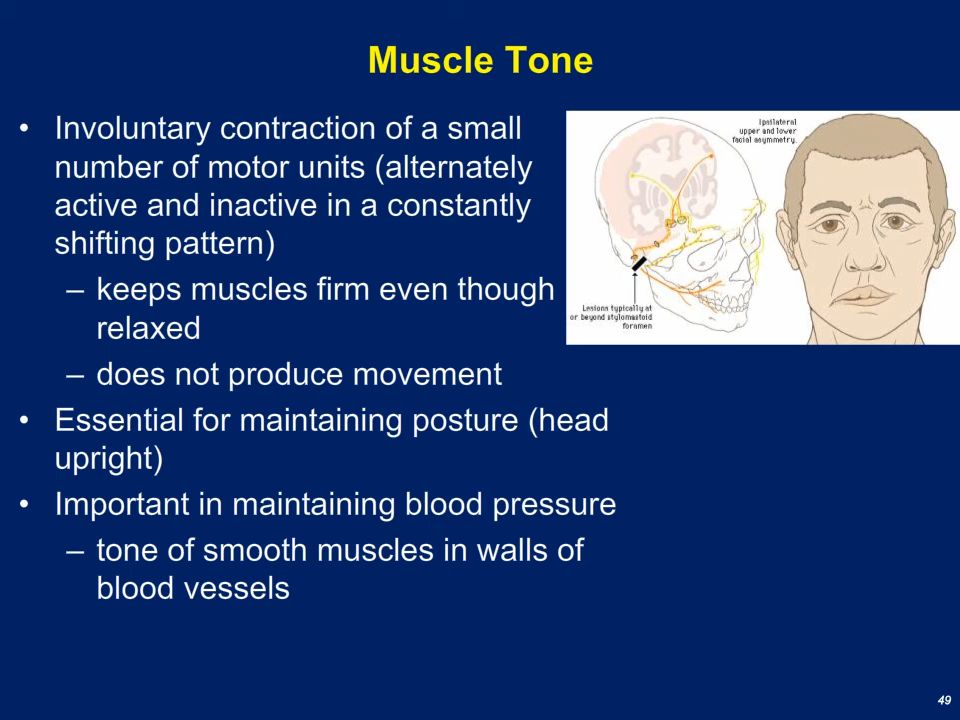 Muscle Tone
• Involuntary contraction of a small
number of motor units (alternately
active and inactive in a constantly
shifting pattern)
– keeps muscles firm even though
relaxed
– does not produce movement
• Essential for maintaining posture (head
upright)
• Important in maintaining blood pressure
– tone of smooth muscles in walls of
blood vessels
Ipsilateral
upper and lower
facial asymmetry.
Lesions typically at
or beyond stylomastoid
foramen
49